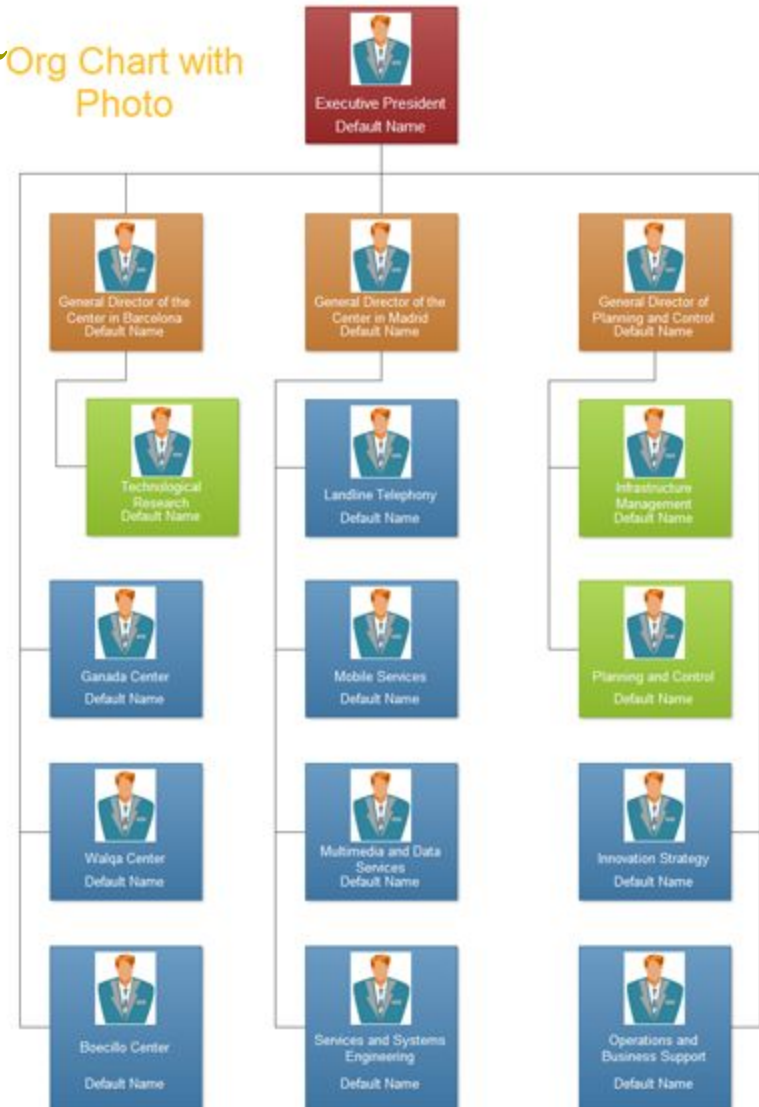 Org Chart with
Photo
Executive President
Default Name
General Director of the
Center in Barcelona
Default Name
General Director of the
Center in Madrid
Default Name
General Director of
Planning and Control
Default Name
Technological
Research
Default Name
Landline Telephony
Default Name
Infrastructure
Management
Default Name
Ganada Center
Default Name
Mobile Services
Default Name
Planning and Control
Default Name
Walqa Center
Default Name
Multimedia and Data
Services
Default Name
Innovation Strategy
Default Name
Boecillo Center
Default Name
Services and Systems
Engineering
Default Name
Operations and
Business Support
Default Name